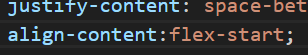 justify-content: space-bet
align-content:flex-start;